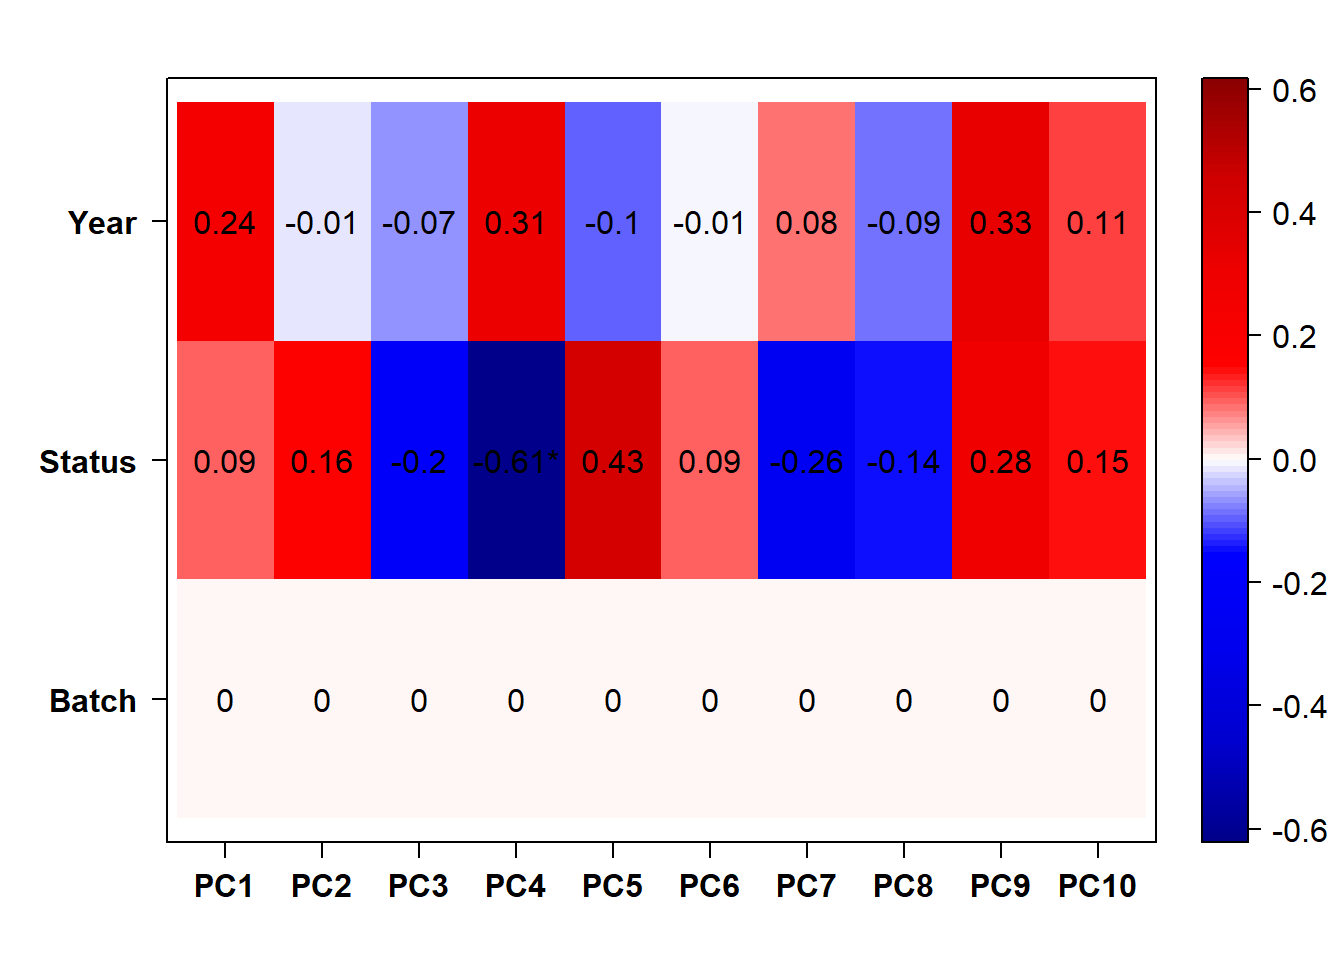 Year 0.24 -0.01 -0.07 0.31 -0.1 -0.01 0.08 -0.09 0.33 0.11
Status 0.09 0.16 -0.2 -0.61* 0.43 0.09 -0.26 -0.14 0.28 0.15
Batch 0 0 0 0 0 0 0 0 0 0
PC1 PC2 PC3 PC4 PC5 PC6 PC7 PC8 PC9 PC10
0.6
0.4
0.2
0.0
-0.2
-0.4
-0.6